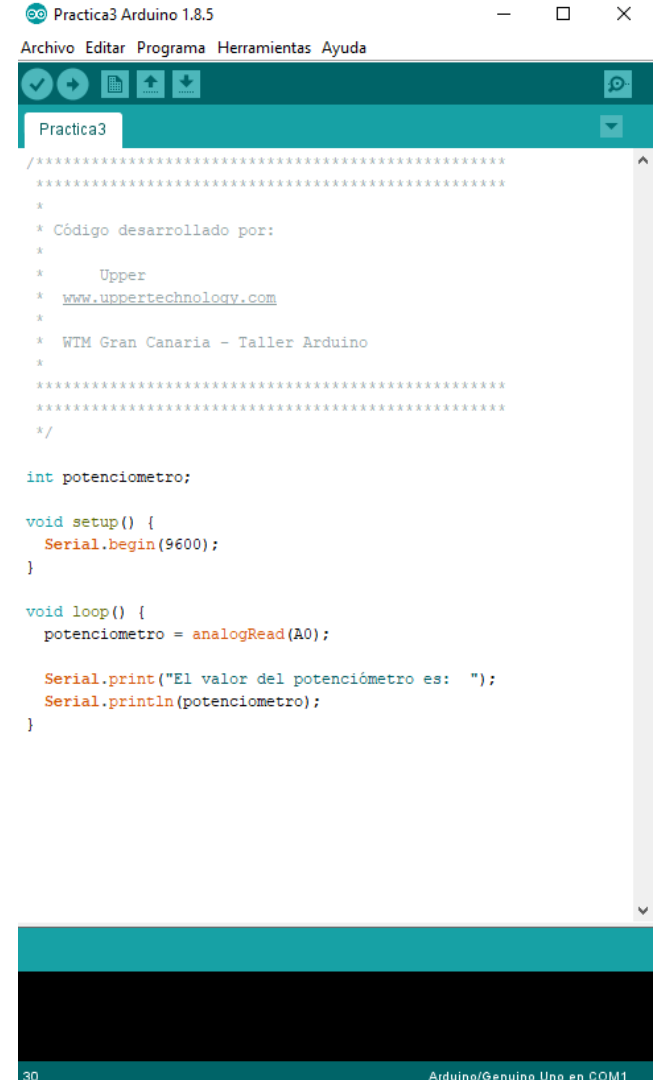 Practica3 Arduino 1.8.5
Archivo Editar Programa Herramientas Ayuda
Practica3
/***************************************************
***************************************************
*
* Código desarrollado por:
*
*      Upper
*  www.uppertechnology.com
*
*  WTM Gran Canaria - Taller Arduino
*
***************************************************
***************************************************
*/
int potenciometro;
void setup() {
  Serial.begin(9600);
}
void loop() {
  potenciometro = analogRead(A0);
  Serial.print("El valor del potenciómetro es:  ");
  Serial.println(potenciometro);
}
30 Arduino/Genuino Uno en COM1